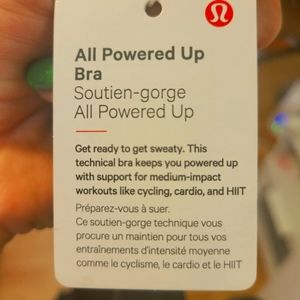 All Powered Up
Bra
Soutien-gorge
All Powered Up
Get ready to get sweaty. This
technical bra keeps you powered up
with support for medium-impact
workouts like cycling, cardio, and HIIT
Préparez-vous à suer.
Ce soutien-gorge technique vous
procure un maintien pour tous vos
entraînements d'intensité moyenne
comme le cyclisme, le cardio et le HIIT